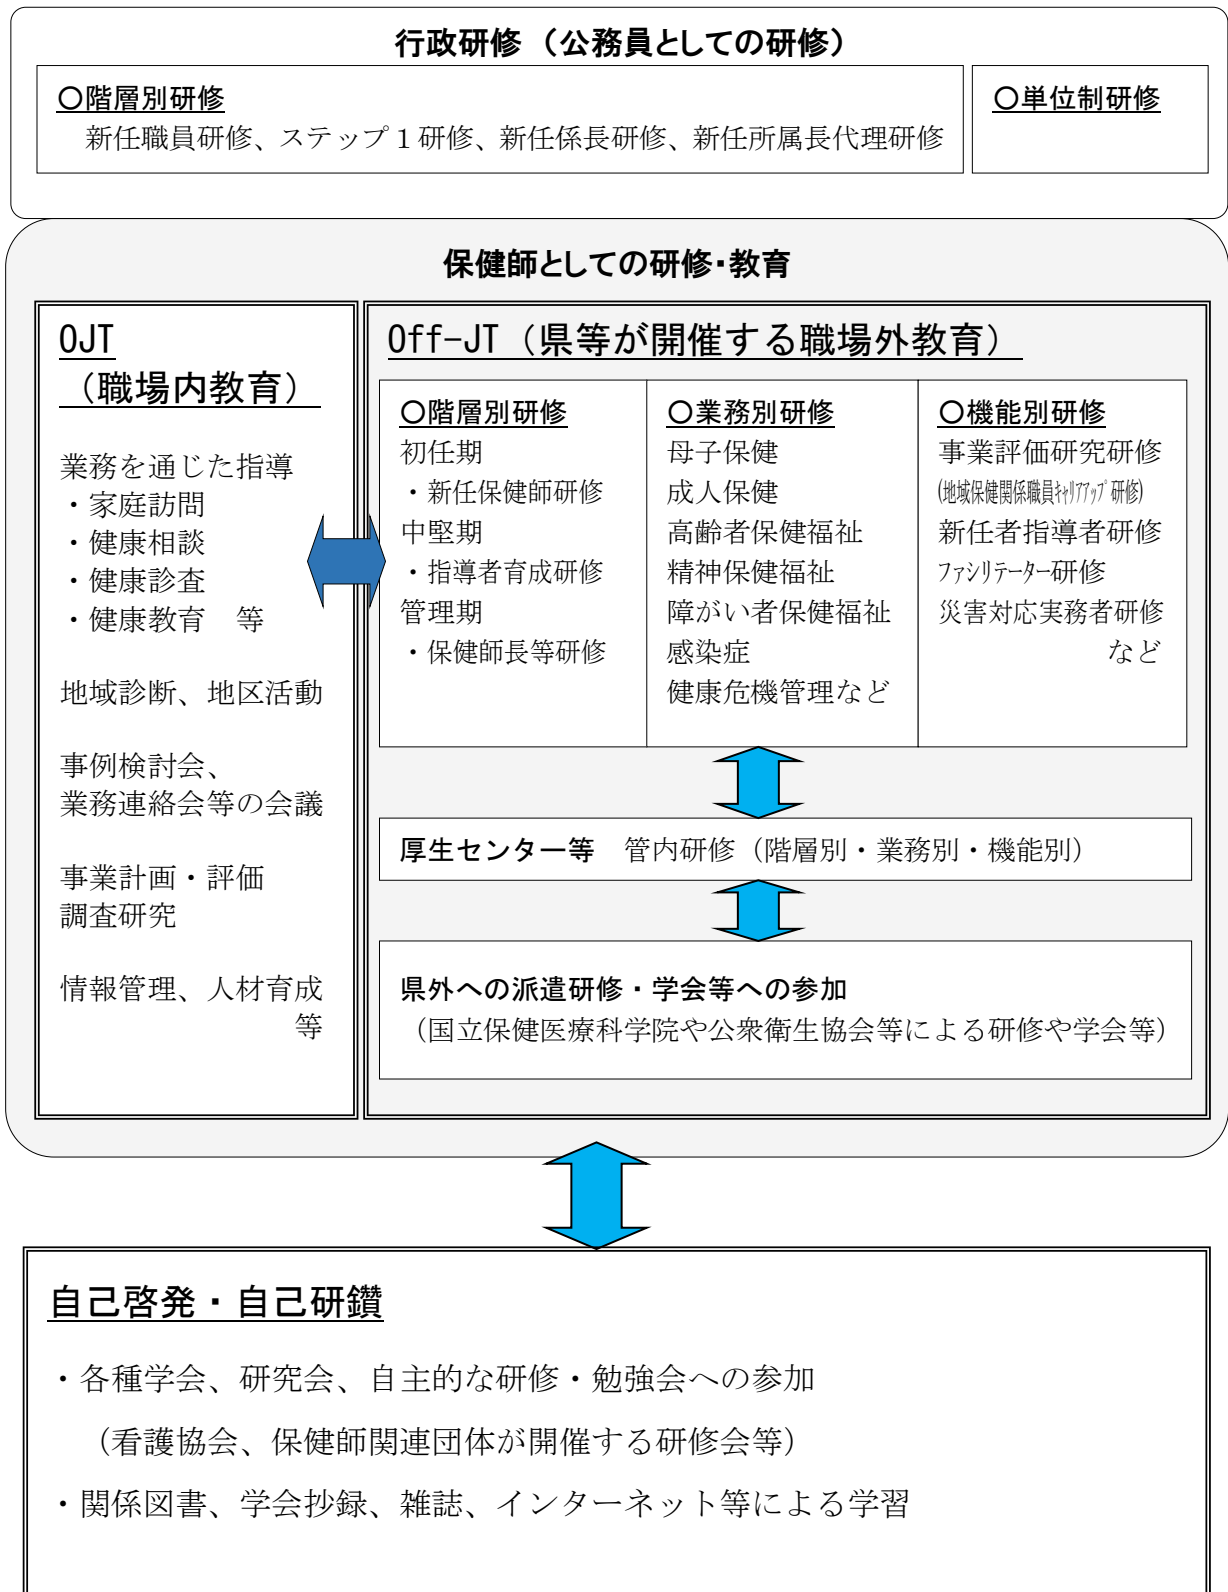 行政研修（公務員としての研修）
〇階層別研修
新任職員研修、ステップ１研修、新任係長研修、新任所属長代理研修
〇単位制研修
保健師としての研修・教育
OJT
（職場内教育）
業務を通じた指導
・家庭訪問
・健康相談
・健康診査
・健康教育　等
地域診断、地区活動
事例検討会、
業務連絡会等の会議
事業計画・評価
調査研究
情報管理、人材育成
等
Off-JT（県等が開催する職場外教育）
〇階層別研修
初任期
・新任保健師研修
中堅期
・指導者育成研修
管理期
・保健師長等研修
〇業務別研修
母子保健
成人保健
高齢者保健福祉
精神保健福祉
障がい者保健福祉
感染症
健康危機管理など
〇機能別研修
事業評価研究研修
(地域保健関係職員ｷｬﾘｱｱｯﾌﾟ研修)
新任者指導者研修
ﾌｧｼﾘﾃｰﾀｰ研修
災害対応実務者研修
など
厚生センター等　管内研修（階層別・業務別・機能別）
県外への派遣研修・学会等への参加
（国立保健医療科学院や公衆衛生協会等による研修や学会等）
自己啓発・自己研鑽
・各種学会、研究会、自主的な研修・勉強会への参加
（看護協会、保健師関連団体が開催する研修会等）
・関係図書、学会抄録、雑誌、インターネット等による学習